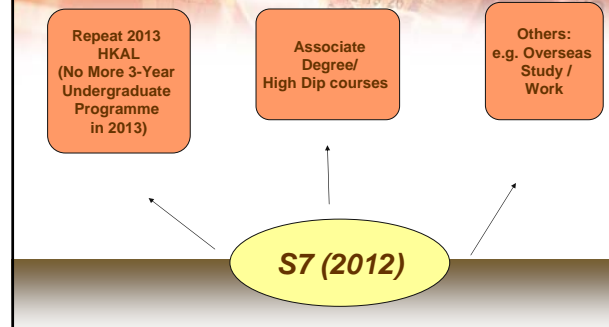 Repeat 2013
HKAL
(No More 3-Year
Undergraduate
Programme
in 2013)
Associate
Degree/
High Dip courses
Others:
e.g. Overseas
Study /
Work
S7 (2012)